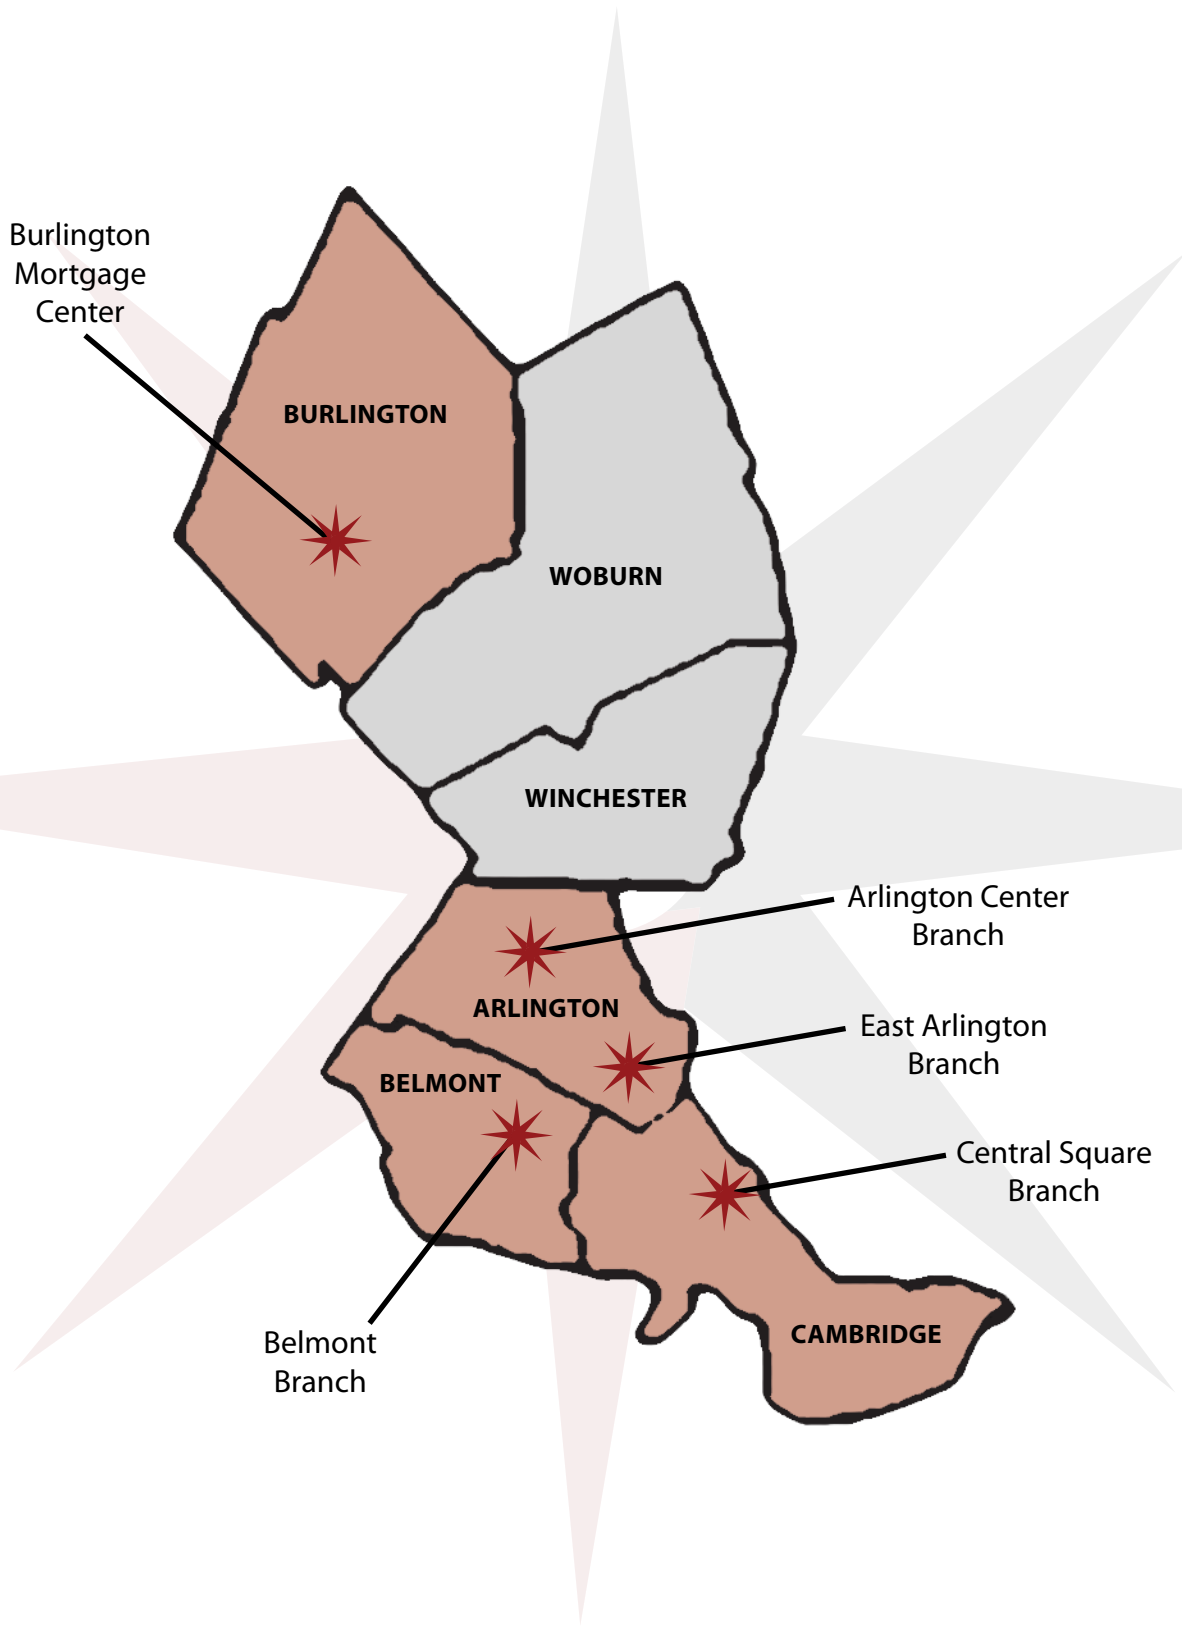 Burlington
Mortgage
Center
BURLINGTON
WOBURN
WINCHESTER
Arlington Center
Branch
ARLINGTON
East Arlington
Branch
BELMONT
Central Square
Branch
Belmont
Branch
CAMBRIDGE